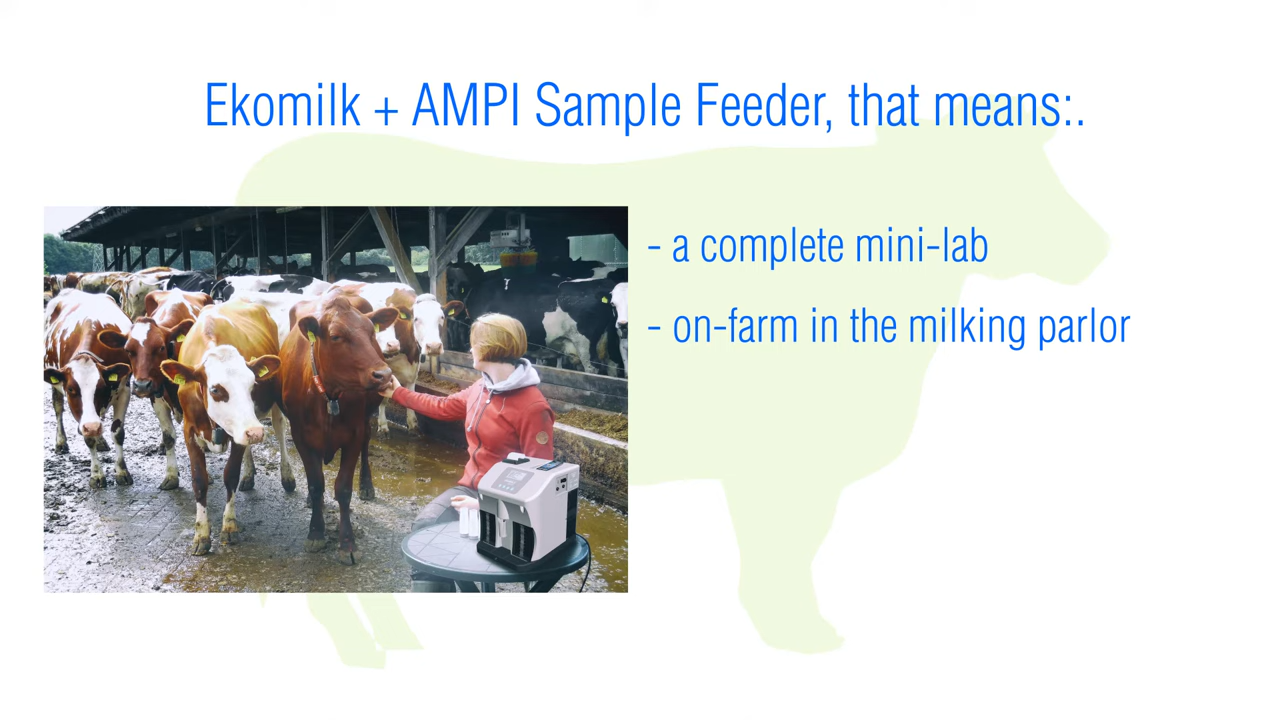 Ekomilk + AMPI Sample Feeder, that means:.
- a complete mini-lab
- on-farm in the milking parlor